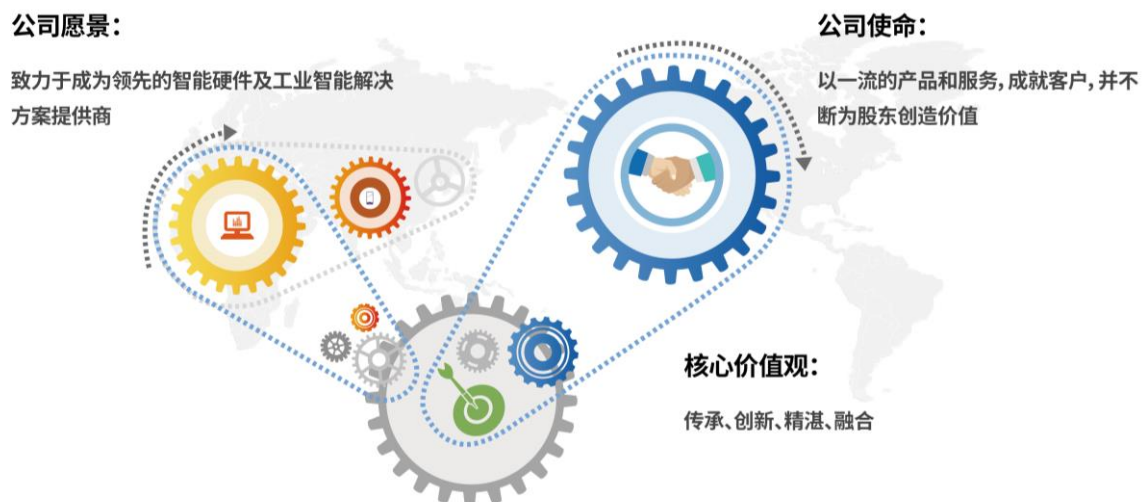 公司愿景：
致力于成为领先的智能硬件及工业智能解决
方案提供商
公司使命：
以一流的产品和服务，成就客户，并不
断为股东创造价值
核心价值观：
传承、创新、精湛、融合